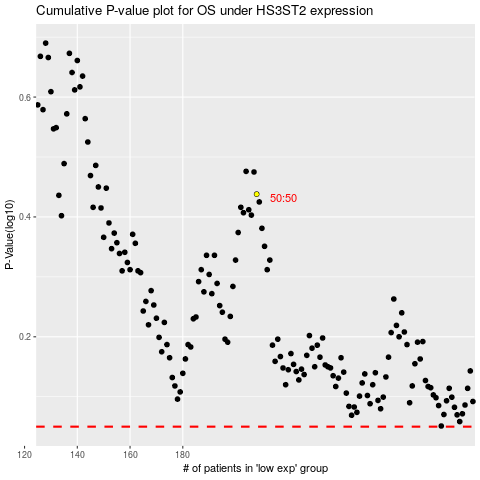 Cumulative P-value plot for OS under HS3ST2 expression
P-Value(log10)
0.6
0.4
0.2
50:50
120 140 160 180
# of patients in 'low exp' group